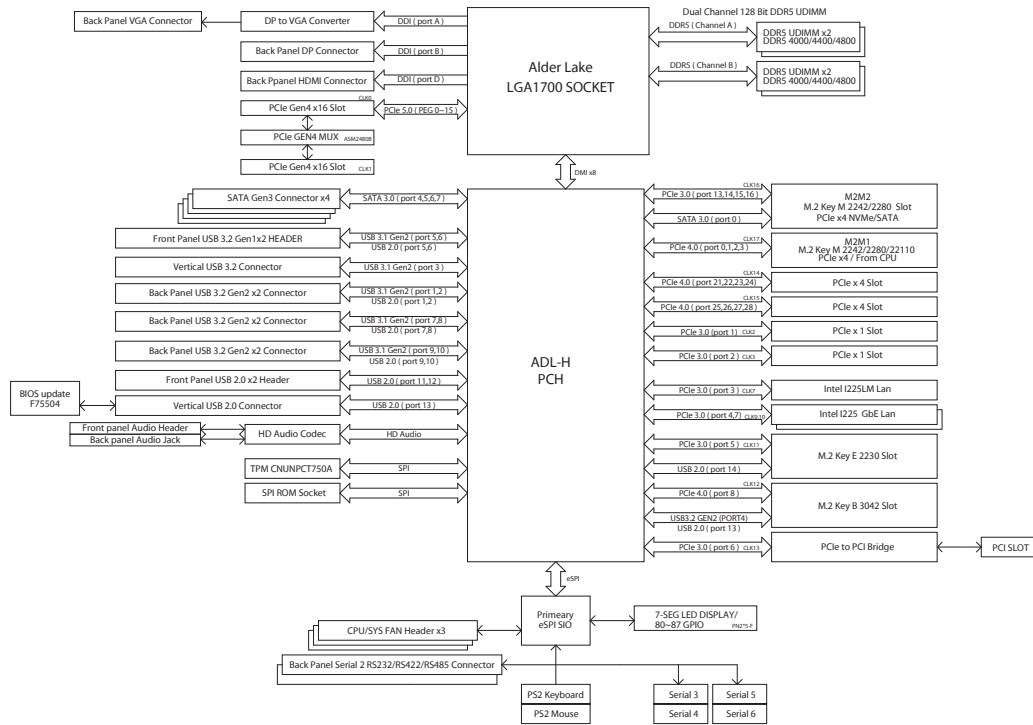 Dual Channel 128 Bit DDR5 UDIMM
Back Panel VGA Connector
DP to VGA Converter
DDI ( port A )
Back Panel DP Connector
DDI ( port B )
Back Ppanel HDMI Connector
DDI ( port D )
CLK0
PCIe Gen4 x16 Slot
PCIe 5.0 ( PEG 0~15 )
PCIe GEN4 MUX
ASM2480B
PCIe Gen4 x16 Slot
CLK1
Alder Lake
LGA1700 SOCKET
DDR5 ( Channel A )
DDR5 UDIMM x2
DDR5 4000/4400/4800
DDR5 ( Channel B )
DDR5 UDIMM x2
DDR5 4000/4400/4800
DMI x8
SATA Gen3 Connector x4
SATA 3.0 ( port 4,5,6,7 )
Front Panel USB 3.2 Gen1x2 HEADER
USB 3.1 Gen2 ( port 5,6 )
USB 2.0 ( port 5,6 )
Vertical USB 3.2 Connector
USB 3.1 Gen2 ( port 3 )
Back Panel USB 3.2 Gen2 x2 Connector
USB 3.1 Gen2 ( port 1,2 )
USB 2.0 ( port 1,2 )
Back Panel USB 3.2 Gen2 x2 Connector
USB 3.1 Gen2 ( port 7,8 )
USB 2.0 ( port 7,8 )
Back Panel USB 3.2 Gen2 x2 Connector
USB 3.1 Gen2 ( port 9,10 )
USB 2.0 ( port 9,10 )
Front Panel USB 2.0 x2 Header
USB 2.0 ( port 11,12 )
BIOS update
F75504
Vertical USB 2.0 Connector
USB 2.0 ( port 13 )
Front panel Audio Header
Back panel Audio Jack
HD Audio Codec
HD Audio
TPM CNUNPCT750A
SPI
SPI ROM Socket
SPI
ADL-H
PCH
CLK16
PCIe 3.0 ( port 13,14,15,16 )
SATA 3.0 ( port 0 )
M2M2
M.2 Key M 2242/2280 Slot
PCIe x4 NVMe/SATA
CLK17
PCIe 4.0 ( port 0,1,2,3 )
M2M1
M.2 Key M 2242/2280/22110
PCIe x4 / From CPU
CLK14
PCIe 4.0 ( port 21,22,23,24 )
PCIe x 4 Slot
CLK15
PCIe 4.0 ( port 25,26,27,28 )
PCIe x 4 Slot
PCIe 3.0 ( port 1 ) CLK2
PCIe x 1 Slot
PCIe 3.0 ( port 2 ) CLK3
PCIe x 1 Slot
PCIe 3.0 ( port 3 ) CLK7
Intel I225LM Lan
PCIe 3.0 ( port 4,7 ) CLK9,10
Intel I225 GbE Lan
PCIe 3.0 ( port 5 ) CLK11
USB 2.0 ( port 14 )
M.2 Key E 2230 Slot
CLK12
PCIe 4.0 ( port 8 )
USB3.2 GEN2 (PORT4)
USB 2.0 ( port 13 )
M.2 Key B 3042 Slot
PCIe 3.0 ( port 6 ) CLK13
PCIe to PCI Bridge
PCI SLOT
eSPI
Primeary
eSPI SIO
7-SEG LED DISPLAY/
80~87 GPIO
PN2*5-F
CPU/SYS FAN Header x3
Back Panel Serial 2 RS232/RS422/RS485 Connector
PS2 Keyboard
PS2 Mouse
Serial 3
Serial 4
Serial 5
Serial 6